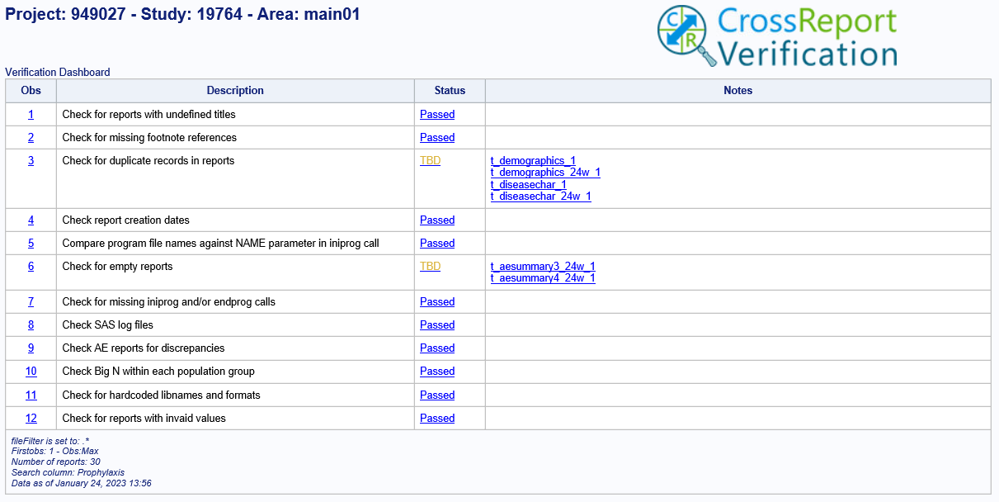 Project: 949027 - Study: 19764 - Area: main01
C R
CrossReport
Verification
Verification Dashboard
Obs Description Status Notes
1 Check for reports with undefined titles Passed
2 Check for missing footnote references Passed
3 Check for duplicate records in reports TBD t_demographics_1
t_demographics_24w_1
t_diseasechar_1
t_diseasechar_24w_1
4 Check report creation dates Passed
5 Compare program file names against NAME parameter in iniprog call Passed
6 Check for empty reports TBD t_aesummary3_24w_1
t_aesummary4_24w_1
7 Check for missing iniprog and/or endprog calls Passed
8 Check SAS log files Passed
9 Check AE reports for discrepancies Passed
10 Check Big N within each population group Passed
11 Check for hardcoded libnames and formats Passed
12 Check for reports with invaid values Passed
fileFilter is set to: .*
Firstobs: 1 - Obs:Max
Number of reports: 30
Search column: Prophylaxis
Data as of January 24, 2023 13:56